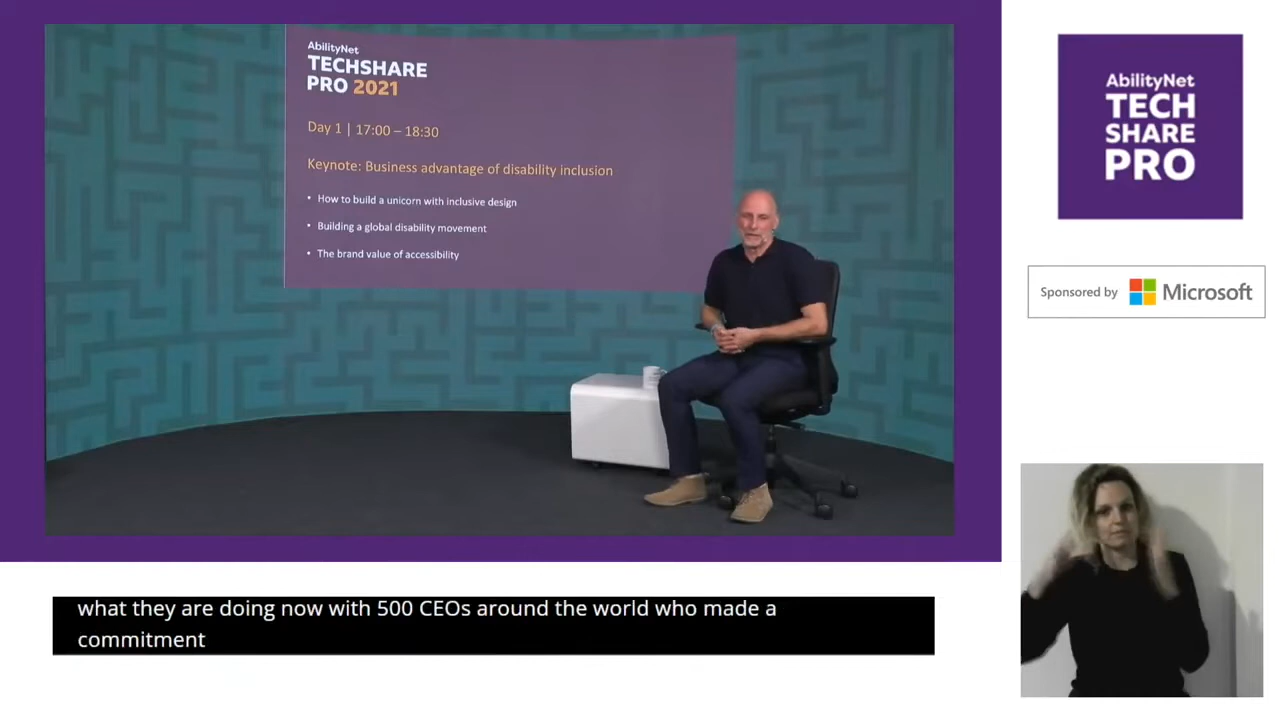 AbilityNet
TECHSHARE
PRO 2021
Day 1 | 17:00 – 18:30
Keynote: Business advantage of disability inclusion
• How to build a unicorn with inclusive design
• Building a global disability movement
• The brand value of accessibility
AbilityNet
TECH
SHARE
PRO
Sponsored by Microsoft
what they are doing now with 500 CEOs around the world who made a
commitment